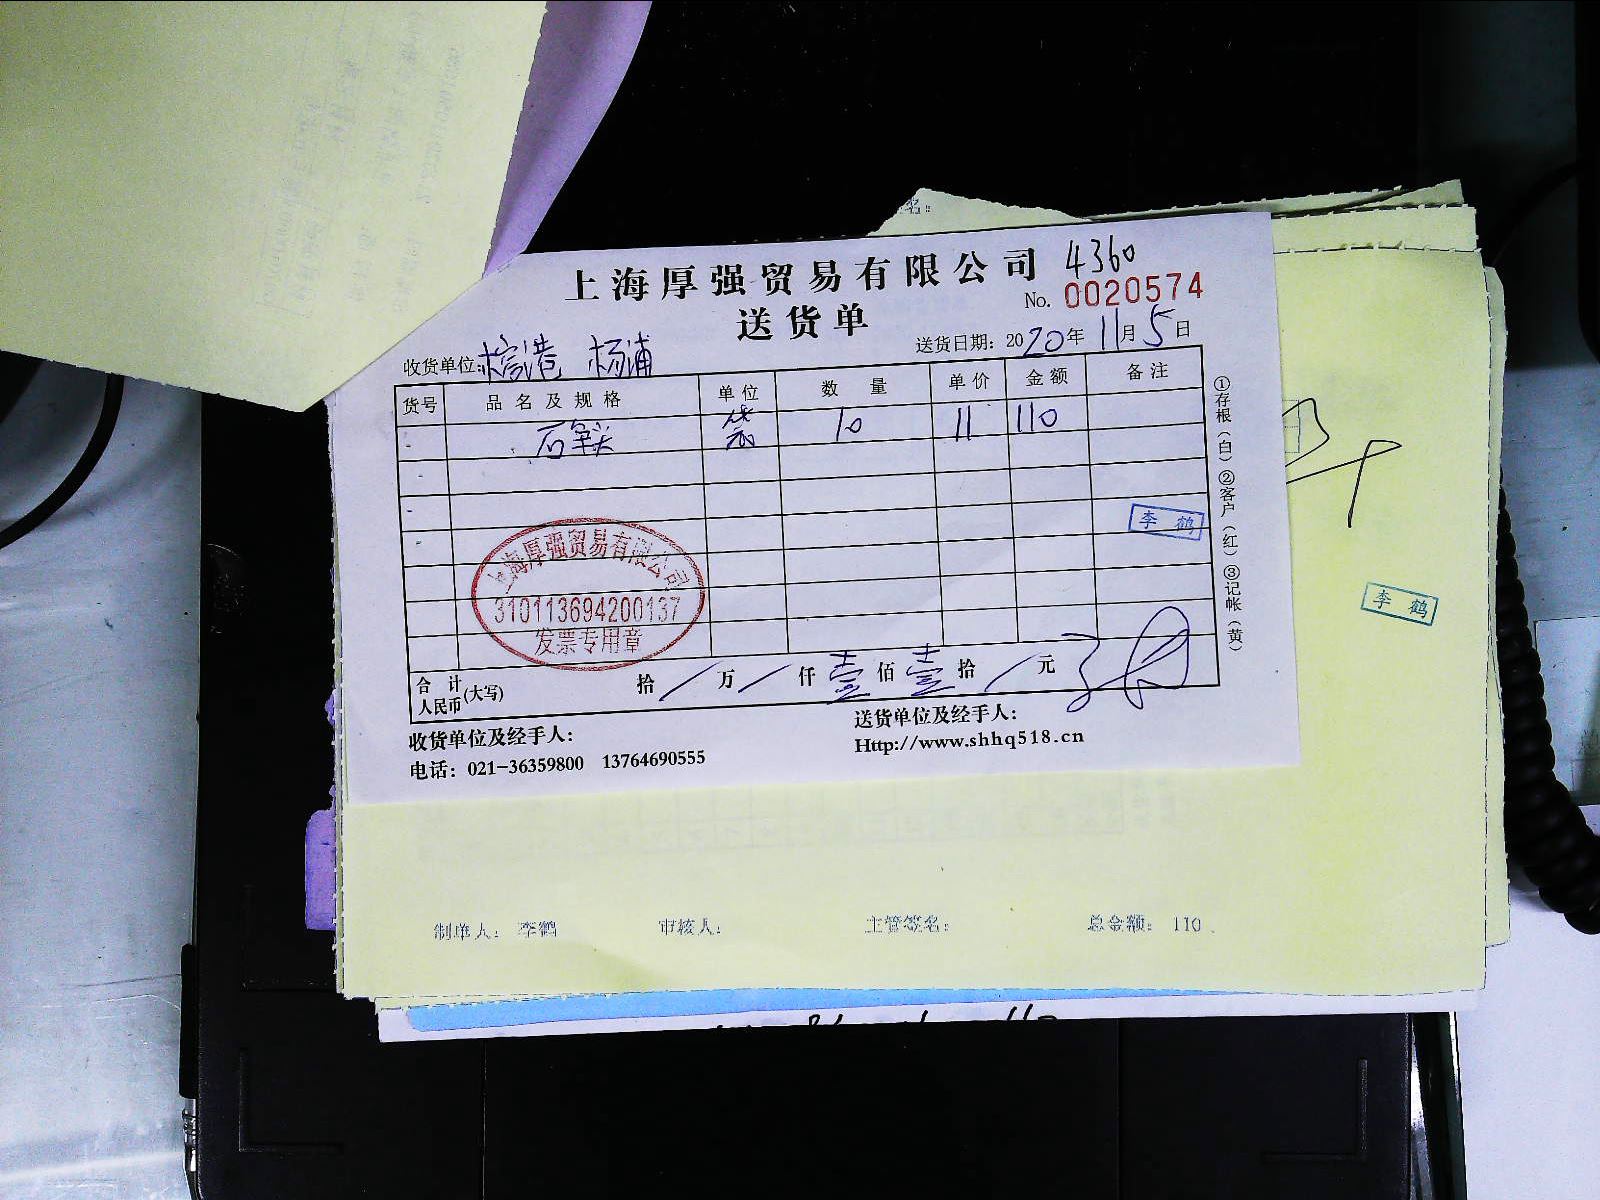 名：
上海厚强贸易有限公司 4360
No. 0020574
送货单
收货单位： 杨浦 送货日期：2020年11月5日
货号 品名及规格 单位 数量 单价 金额 备注
袋 10 11 110
李鹤
上海厚强贸易有限公司
310113694200137
发票专用章
合计人民币(大写) 拾/万/仟壹佰壹拾/元
收货单位及经手人： 送货单位及经手人：
电话：021-36359800 13764690555 Http://www.shhq518.cn
①存根（白）②客户（红）③记帐（黄）
李鹤
制单人：李鹤 审核人： 主管签名： 总金额：110